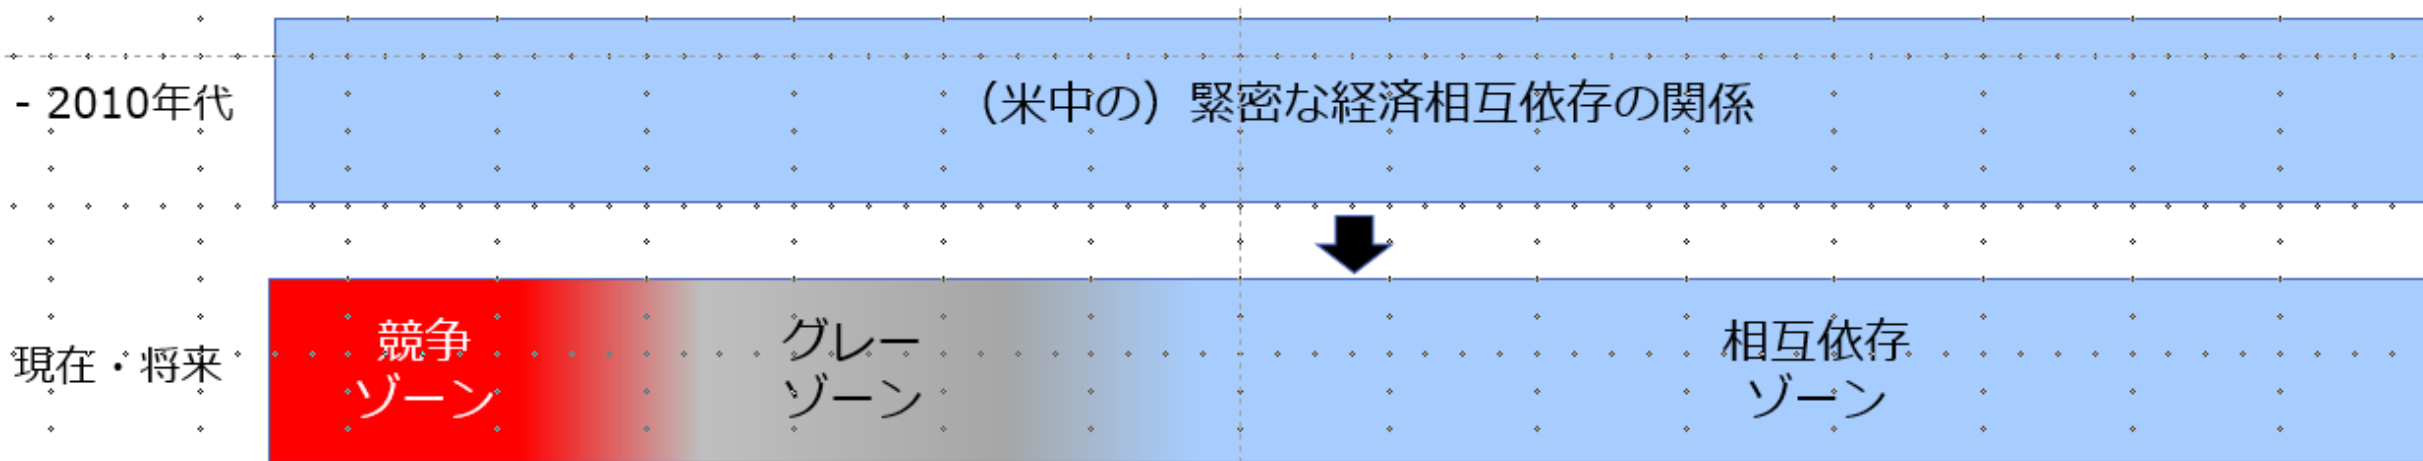 - 2010年代
（米中の）緊密な経済相互依存の関係
現在・将来
競争
ゾーン
グレー
ゾーン
相互依存
ゾーン